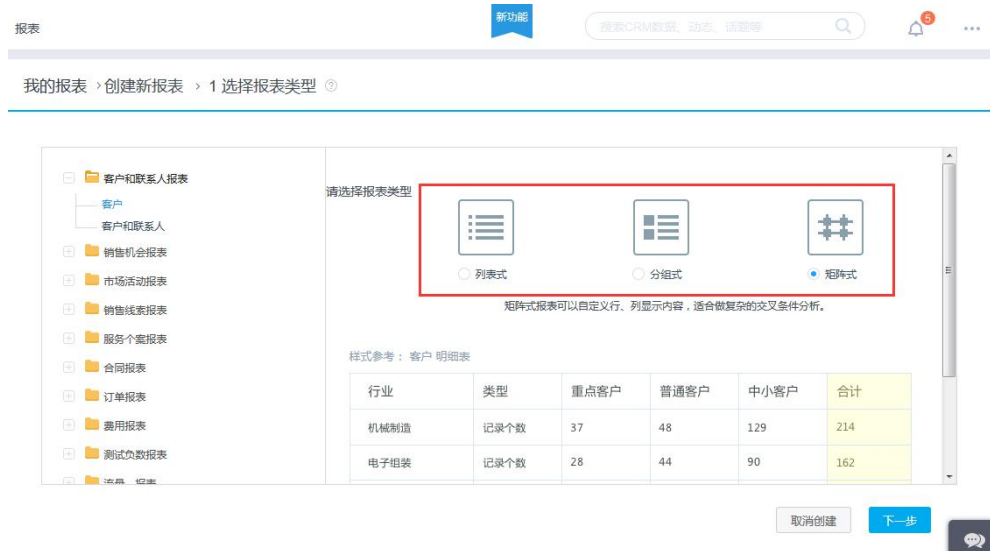 报表
新功能
搜索CRM数据、动态、话题等
5
我的报表 > 创建新报表 > 1 选择报表类型 ?
客户和联系人报表
客户
客户和联系人
销售机会报表
市场活动报表
销售线索报表
服务个案报表
合同报表
订单报表
费用报表
测试负数报表
请选择报表类型
列表式 分组式 矩阵式
矩阵式报表可以自定义行、列显示内容，适合做复杂的交叉条件分析。
样式参考： 客户 明细表
行业 类型 重点客户 普通客户 中小客户 合计
机械制造 记录个数 37 48 129 214
电子组装 记录个数 28 44 90 162
取消创建 下一步